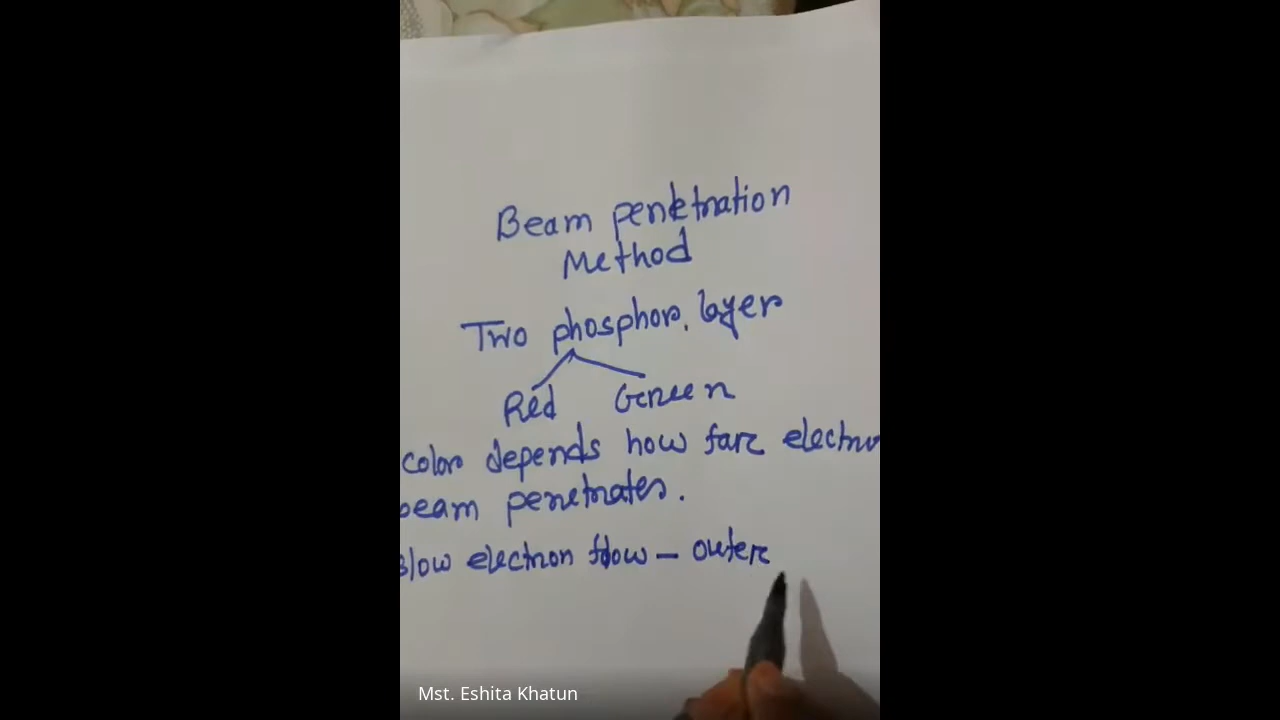 Beam penetration
Method
Two phosphor layer
Red Green
color depends how far electro
beam penetrates.
slow electron flow – outer
Mst. Eshita Khatun